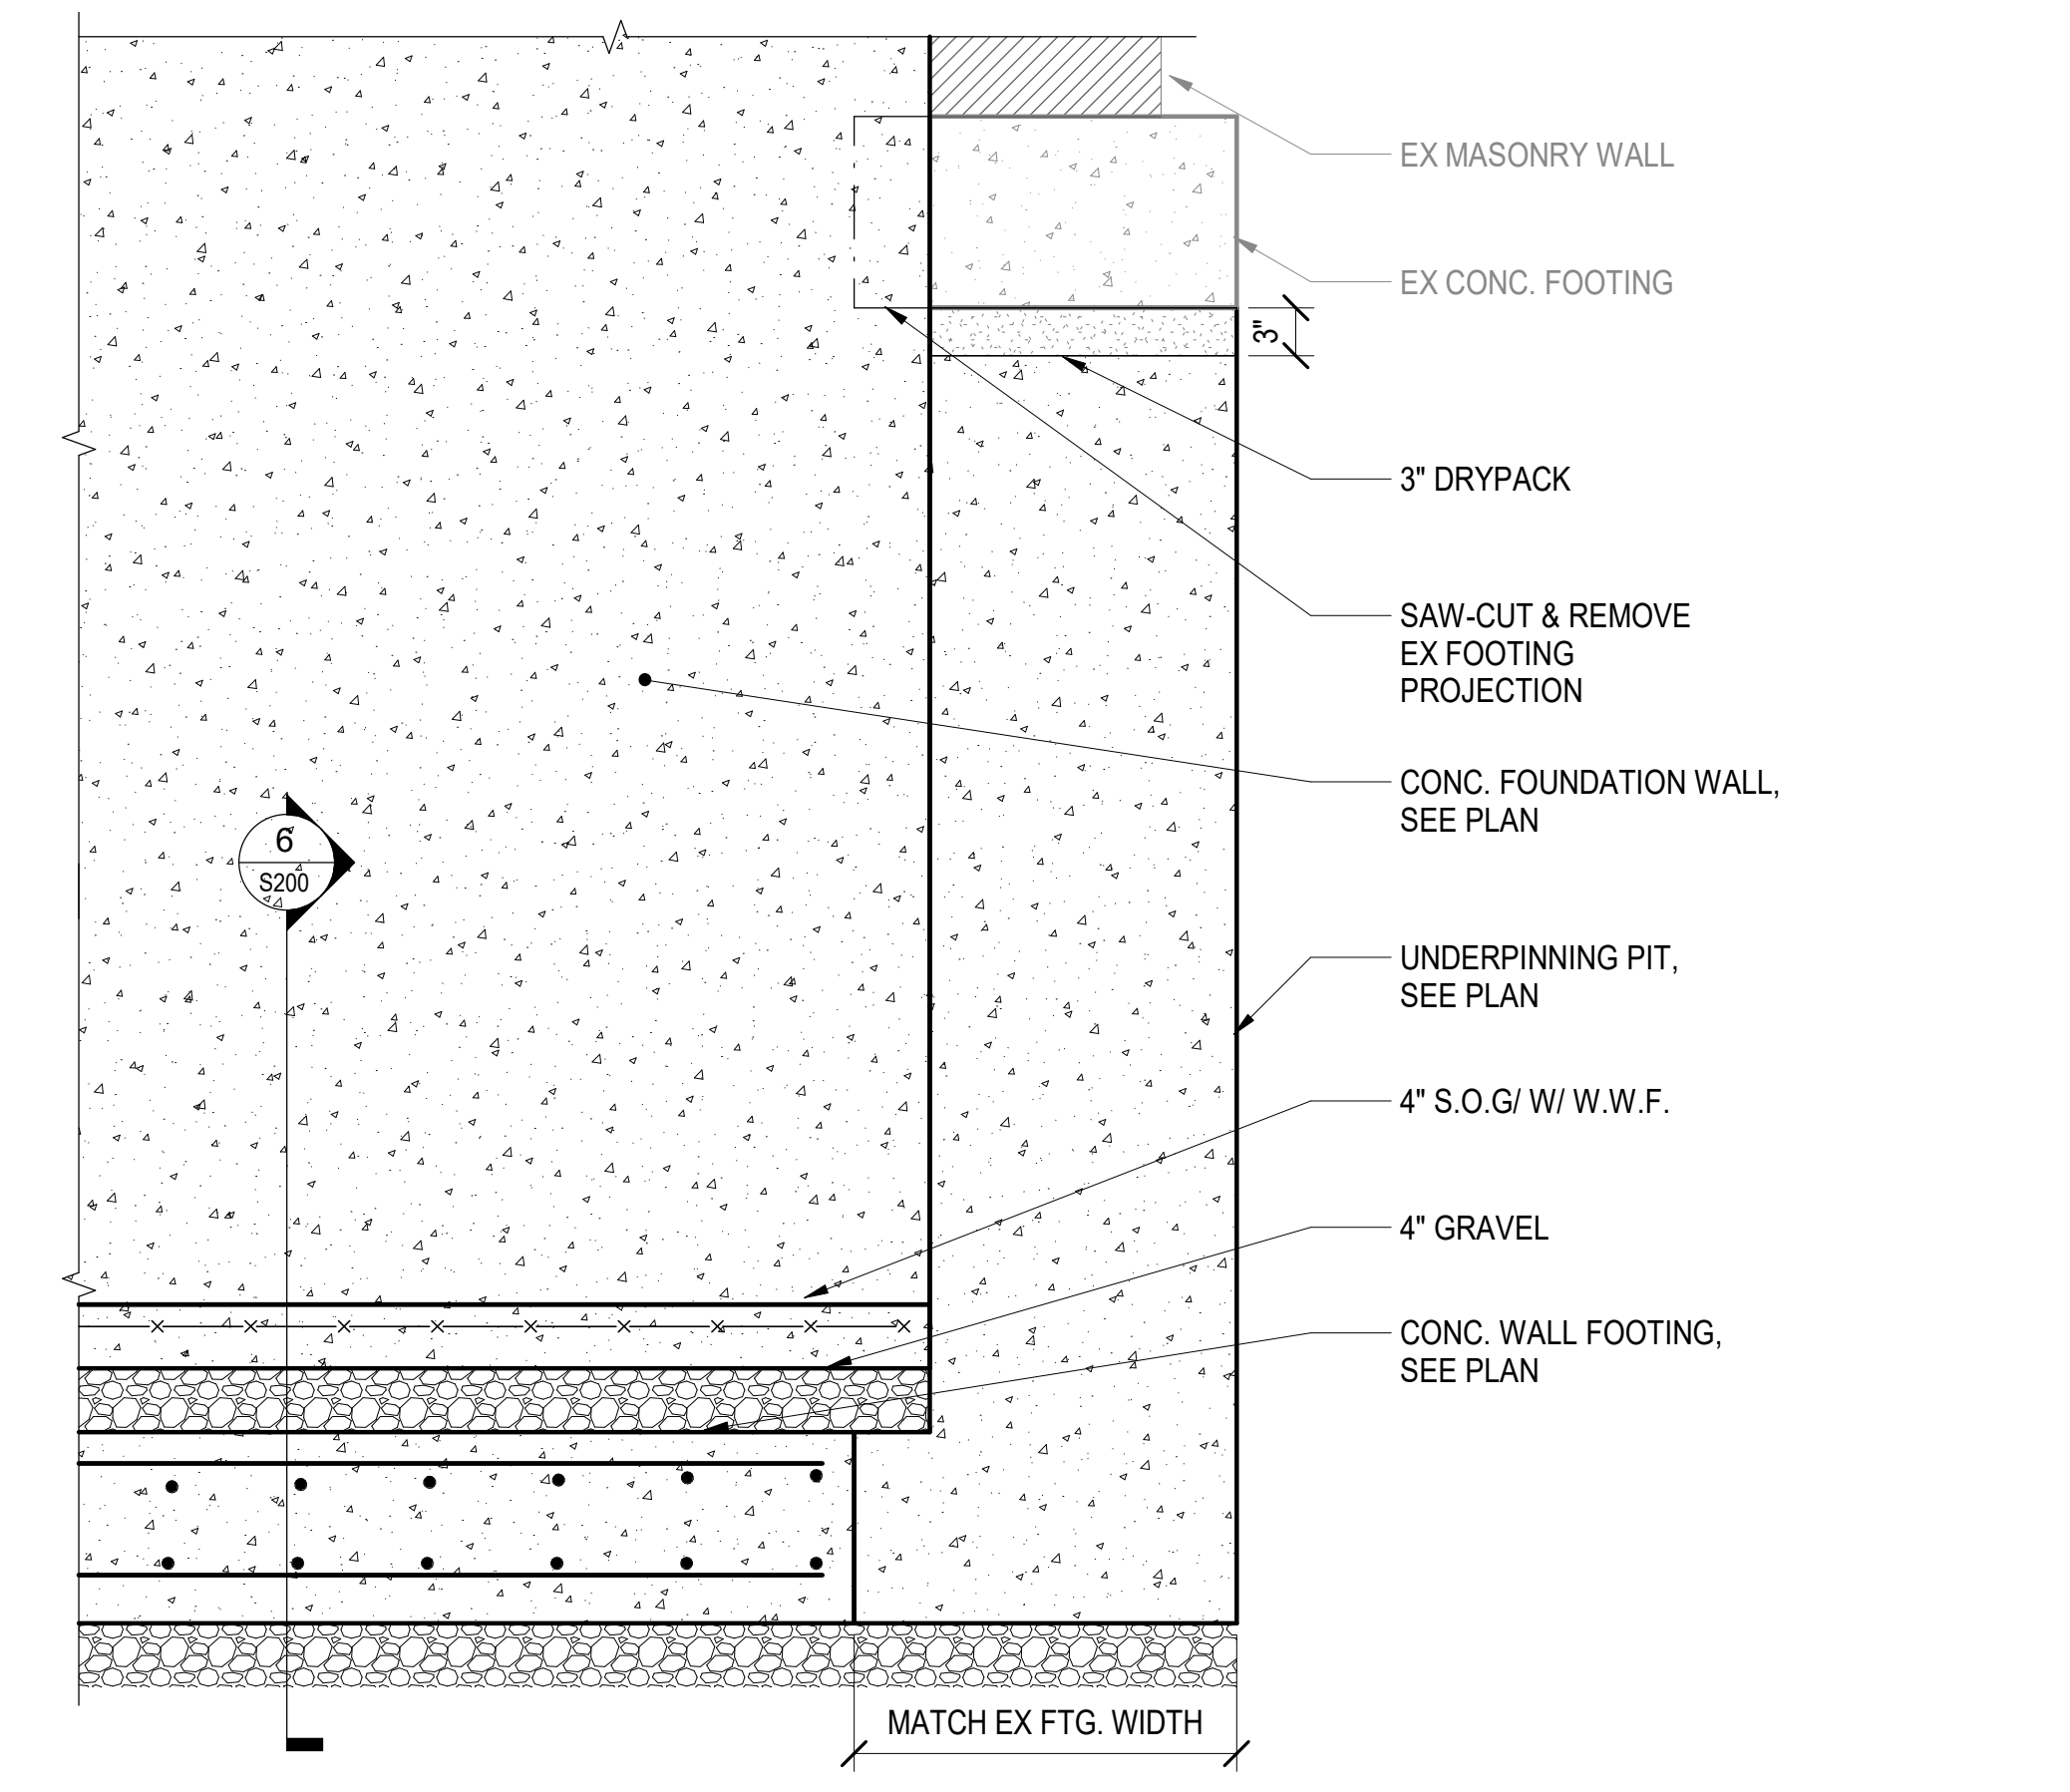 EX MASONRY WALL
EX CONC. FOOTING
3"
3" DRYPACK
SAW-CUT & REMOVE
EX FOOTING
PROJECTION
CONC. FOUNDATION WALL,
SEE PLAN
6
S200
UNDERPINNING PIT,
SEE PLAN
4" S.O.G/ W/ W.W.F.
4" GRAVEL
CONC. WALL FOOTING,
SEE PLAN
MATCH EX FTG. WIDTH